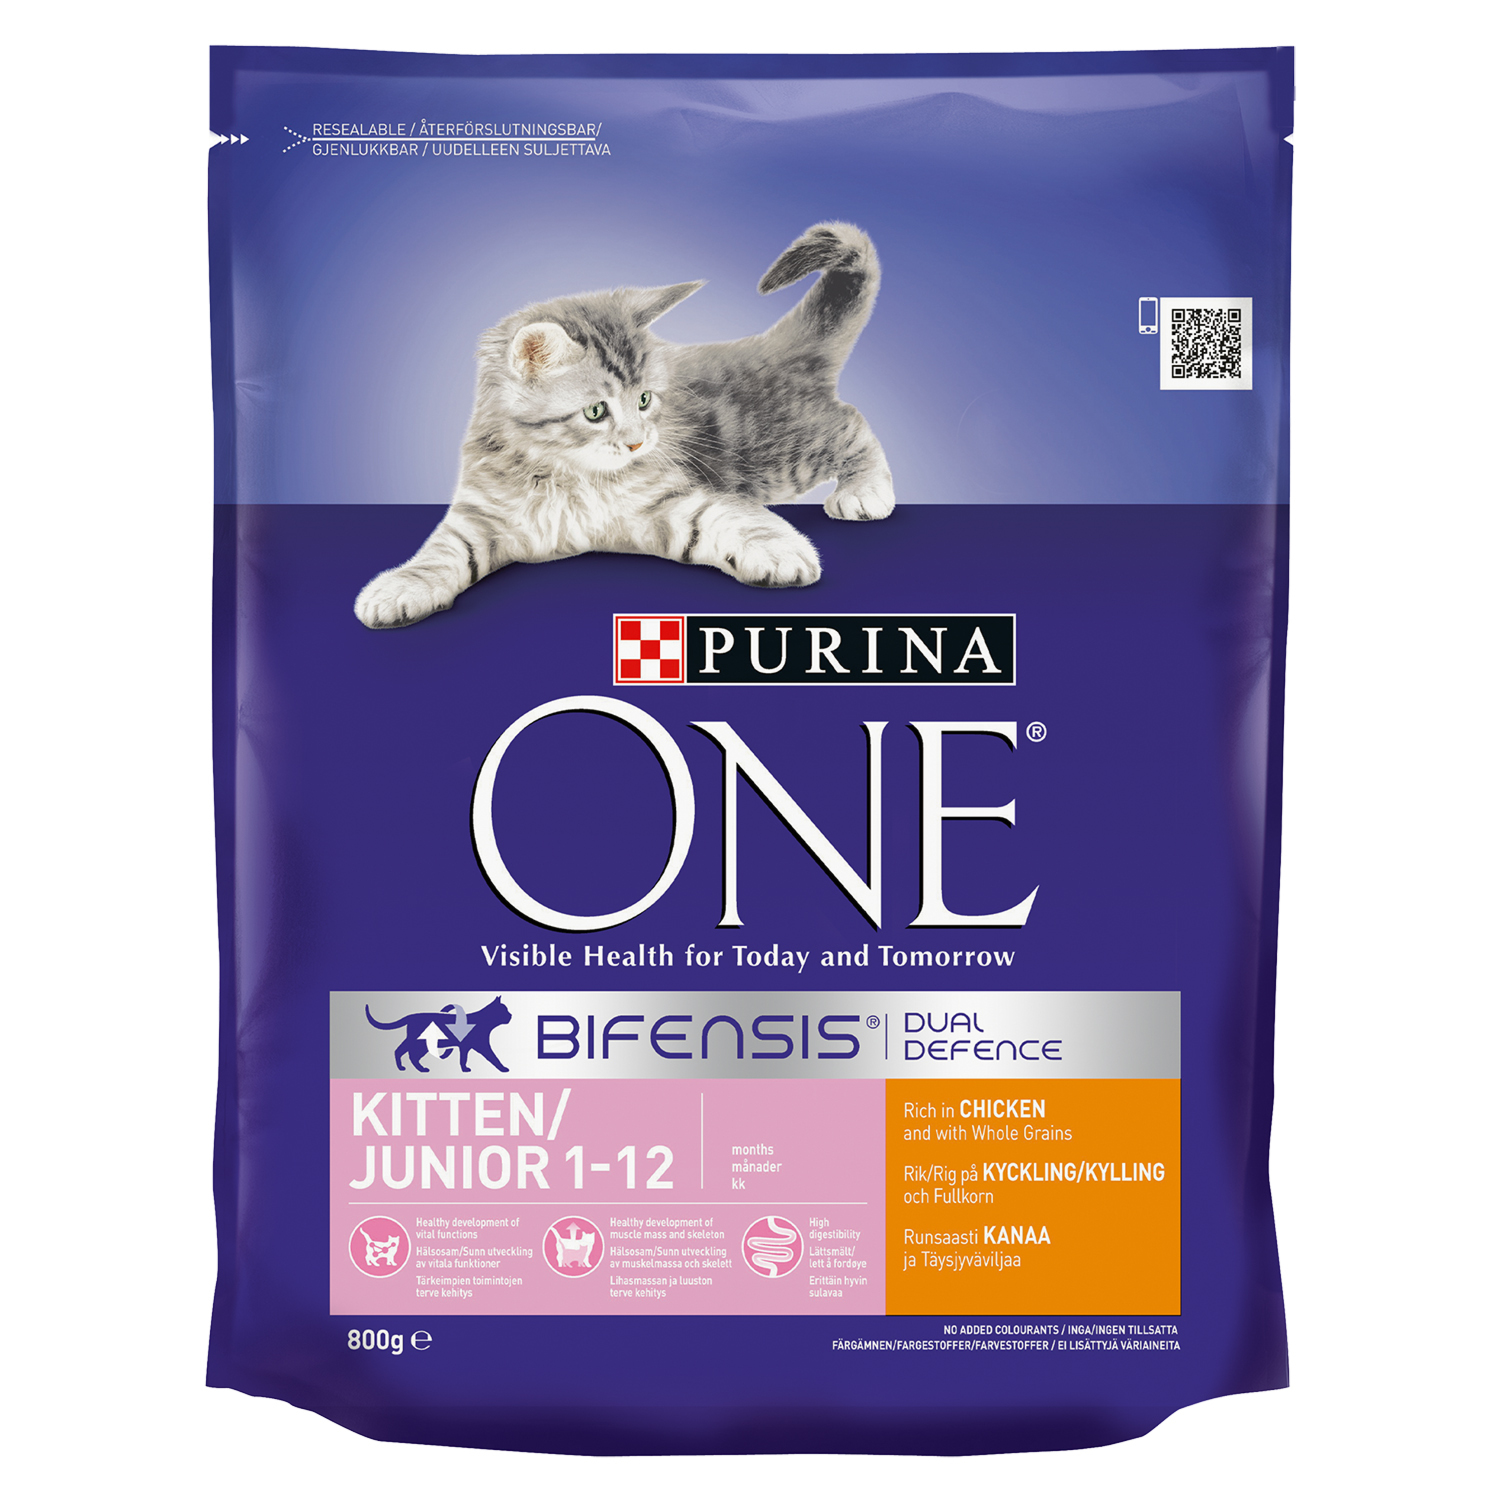 RESEALABLE / ÅTERFÖRSLUTNINGSBAR/
GJENLUKKBAR / UUDELLEEN SULJETTAVA
PURINA
ONE®
Visible Health for Today and Tomorrow
BIFENSIS® DUAL
DEFENCE
KITTEN/
JUNIOR 1-12
months
månader
kk
Healthy development of
vital functions
Hälsosam/Sunn utveckling
av vitala funktioner
Tärkeimpien toimintojen
terve kehitys
Healthy development of
muscle mass and skeleton
Hälsosam/Sunn utveckling
av muskelmassa och skelett
Lihasmassan ja luuston
terve kehitys
High
digestibility
Lättsmält/
lett å fordøye
Erittäin hyvin
sulavaa
Rich in CHICKEN
and with Whole Grains
Rik/Rig på KYCKLING/KYLLING
och Fullkorn
Runsaasti KANAA
ja Täysjyväviljaa
800g ℮
NO ADDED COLOURANTS / INGA/INGEN TILLSATTA
FÄRGÄMNEN/FARGESTOFFER/FARVESTOFFER / EI LISÄTTYJÄ VÄRIAINEITA